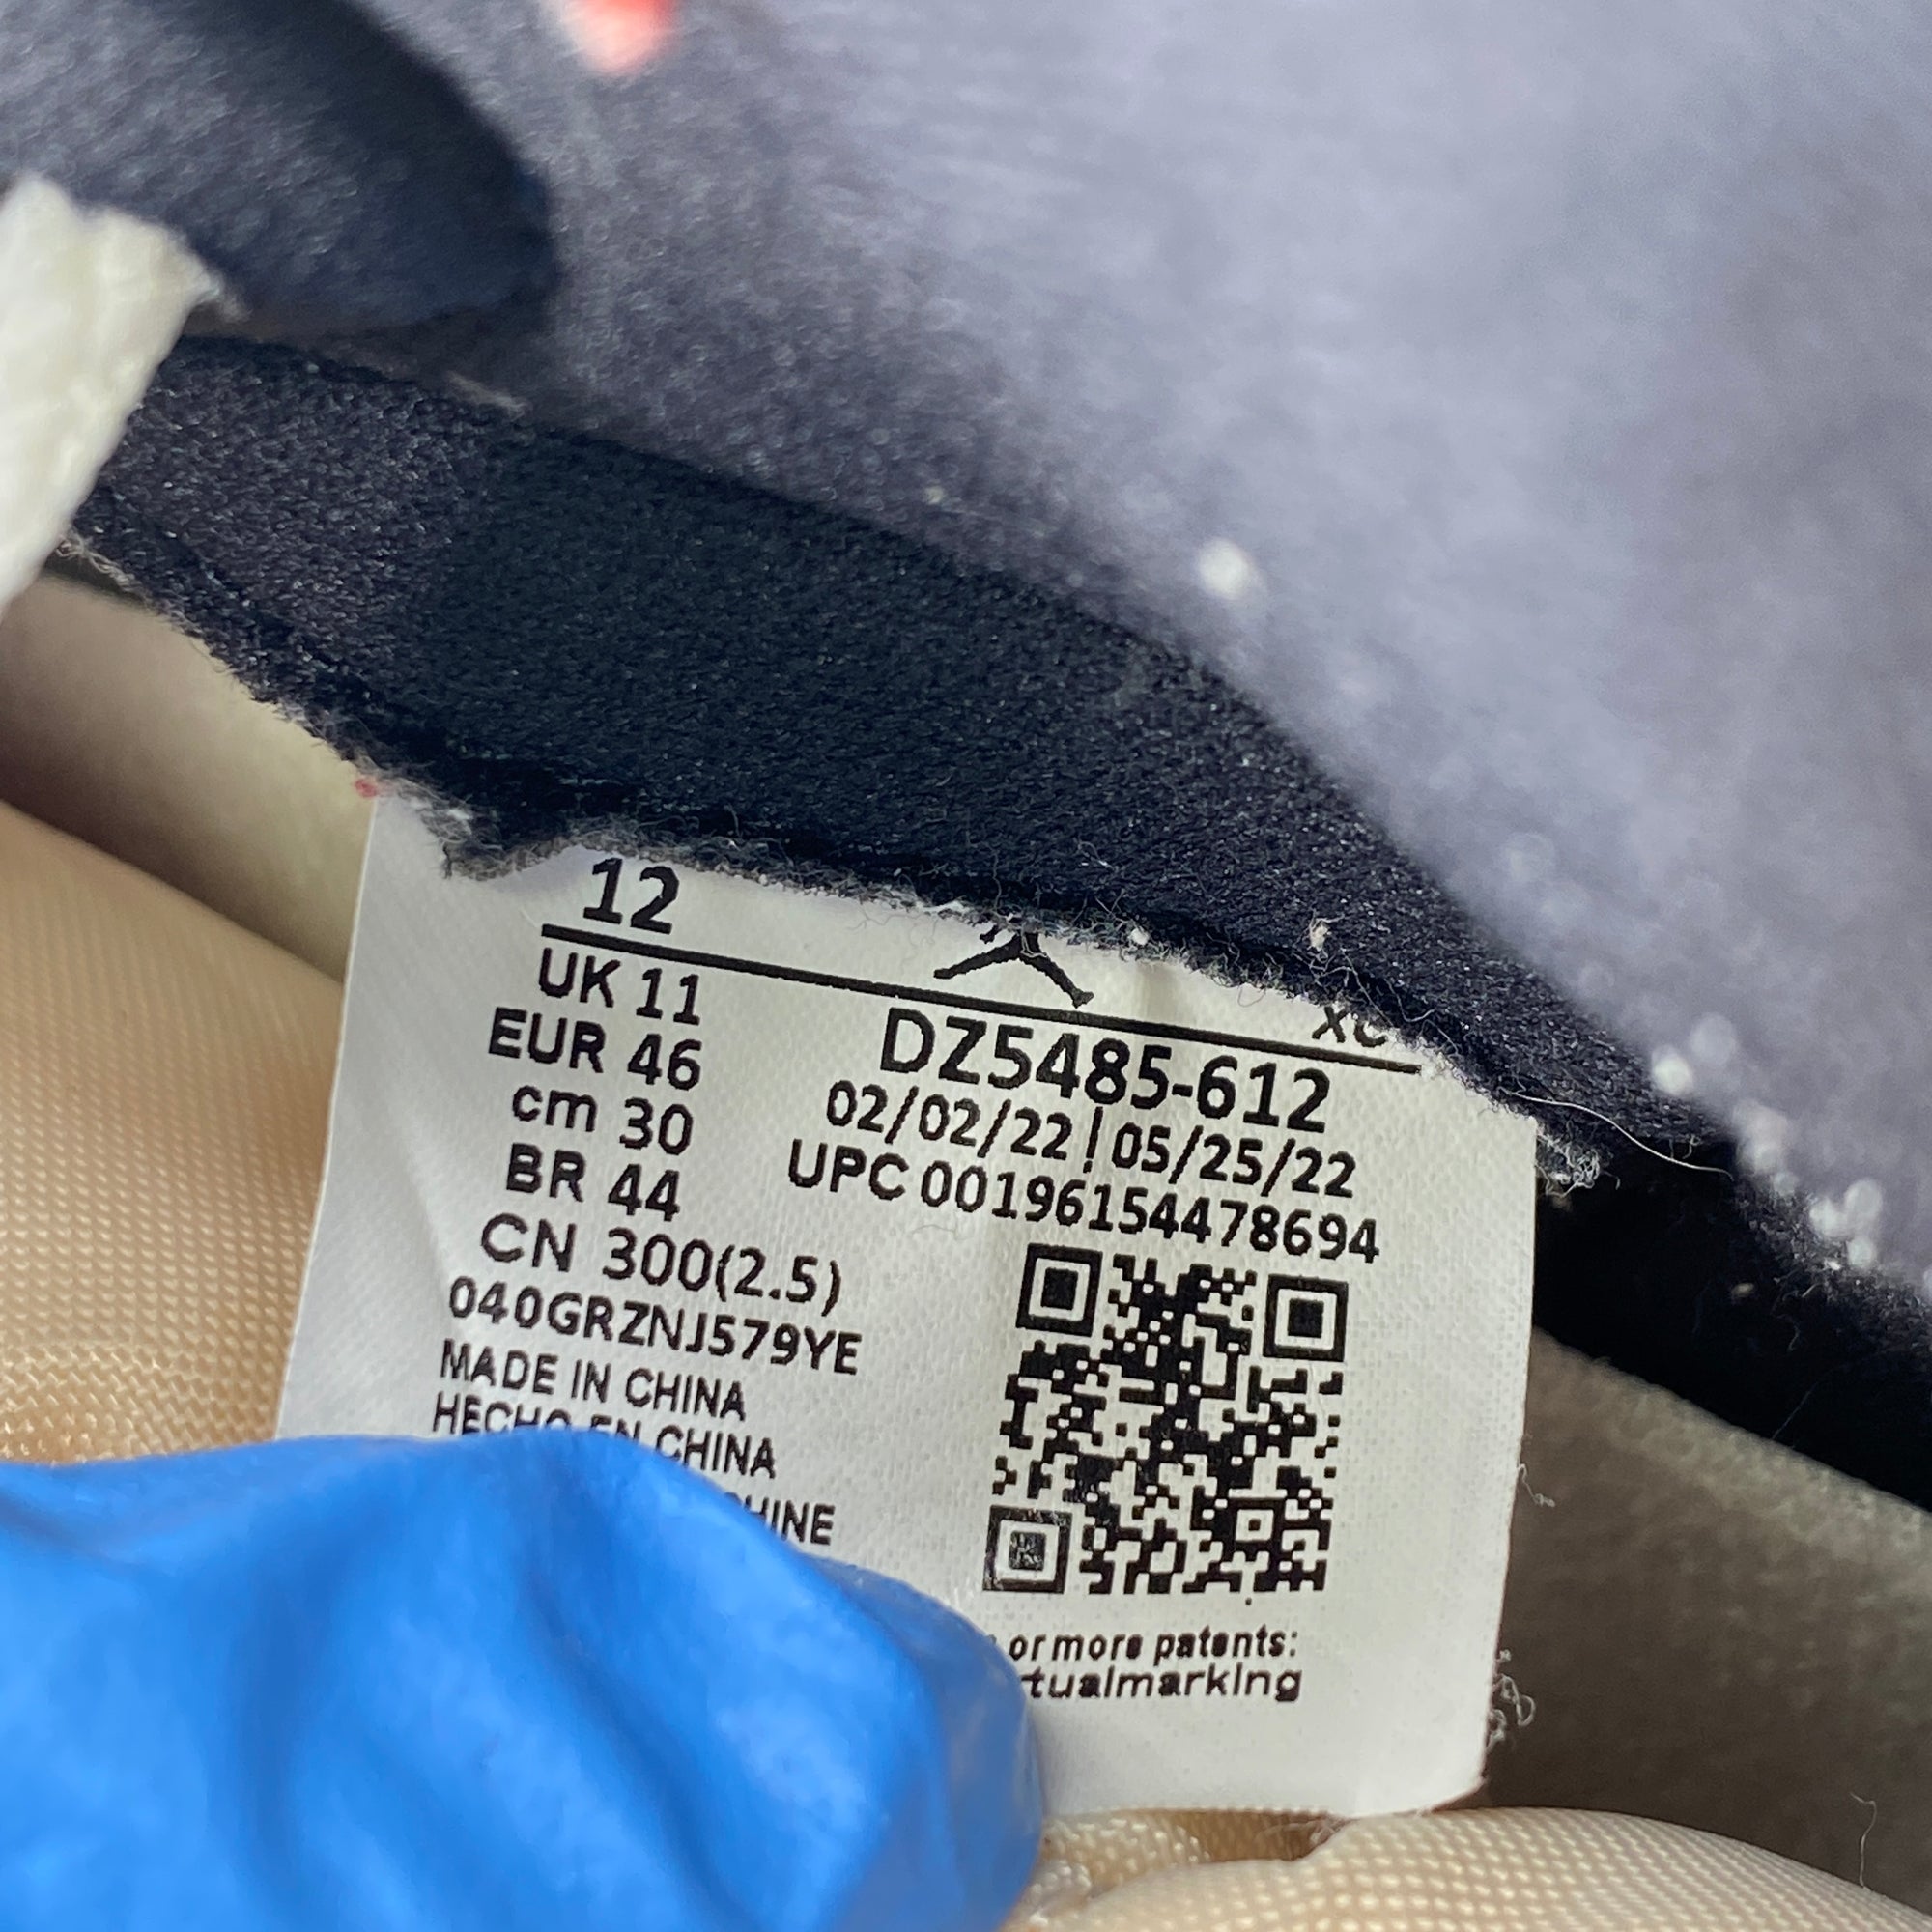 12
XC
UK 11
EUR 46
cm 30
BR 44
CN 300(2.5)
040GRZNJ579YE
MADE IN CHINA
HECHO EN CHINA
DZ5485-612
02/02/22 | 05/25/22
UPC 00196154478694
or more patents: